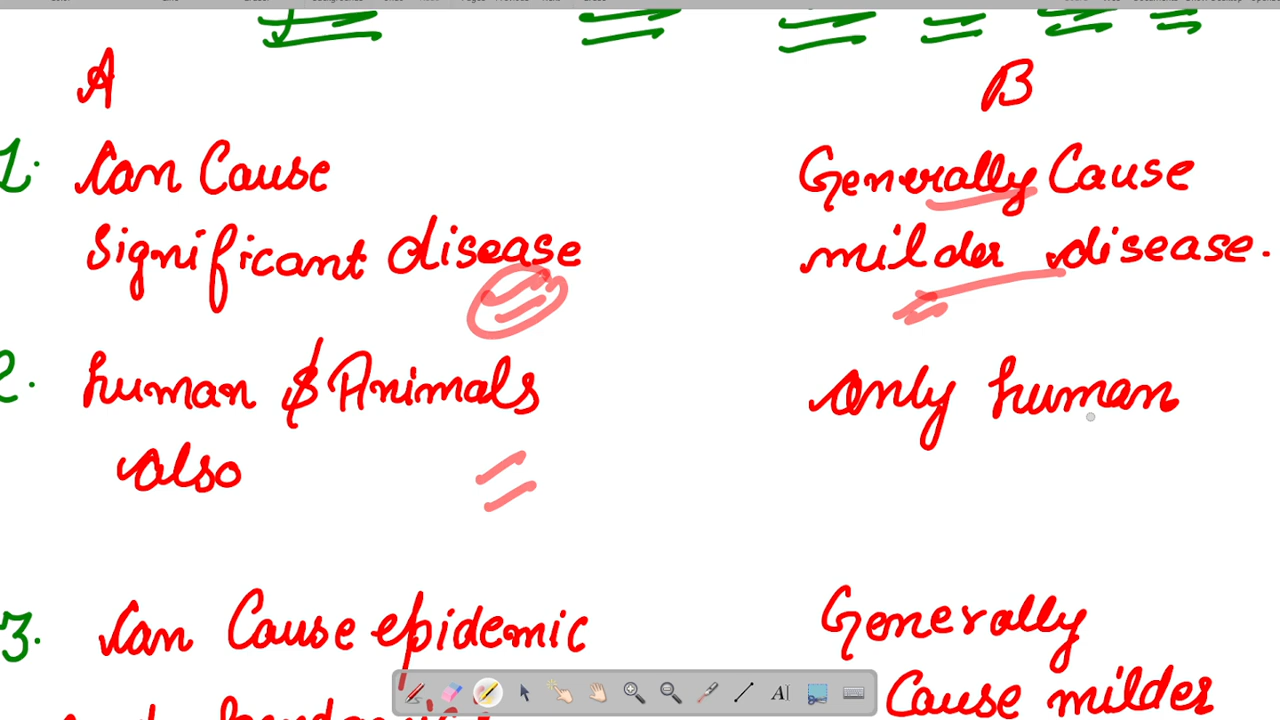 A B
1. Can Cause Generally Cause
significant disease milder disease.
2. human & Animals only human
also
3. Can Cause epidemic Generally
Cause milder